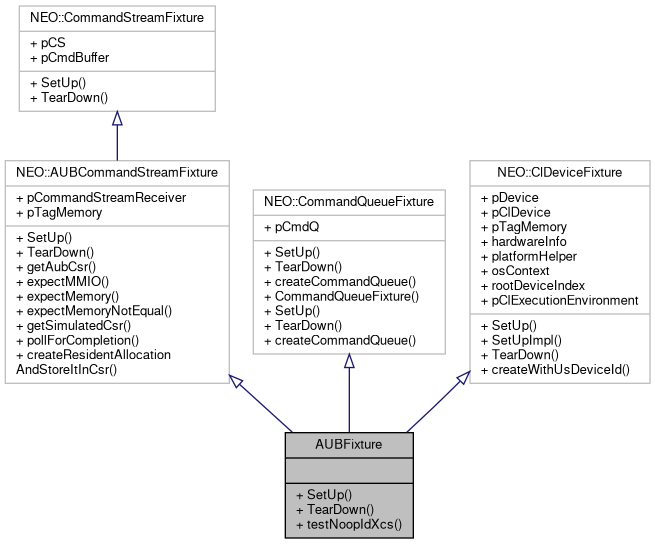 NEO::CommandStreamFixture
+ pCS
+ pCmdBuffer
+ SetUp()
+ TearDown()
NEO::AUBCommandStreamFixture
+ pCommandStreamReceiver
+ pTagMemory
+ SetUp()
+ TearDown()
+ getAubCsr()
+ expectMMIO()
+ expectMemory()
+ expectMemoryNotEqual()
+ getSimulatedCsr()
+ pollForCompletion()
+ createResidentAllocation
AndStoreItInCsr()
NEO::CommandQueueFixture
+ pCmdQ
+ SetUp()
+ TearDown()
+ createCommandQueue()
+ CommandQueueFixture()
+ SetUp()
+ TearDown()
+ createCommandQueue()
NEO::ClDeviceFixture
+ pDevice
+ pClDevice
+ pTagMemory
+ hardwareInfo
+ platformHelper
+ osContext
+ rootDeviceIndex
+ pClExecutionEnvironment
+ SetUp()
+ SetUpImpl()
+ TearDown()
+ createWithUsDeviceId()
AUBFixture
+ SetUp()
+ TearDown()
+ testNoopIdXcs()